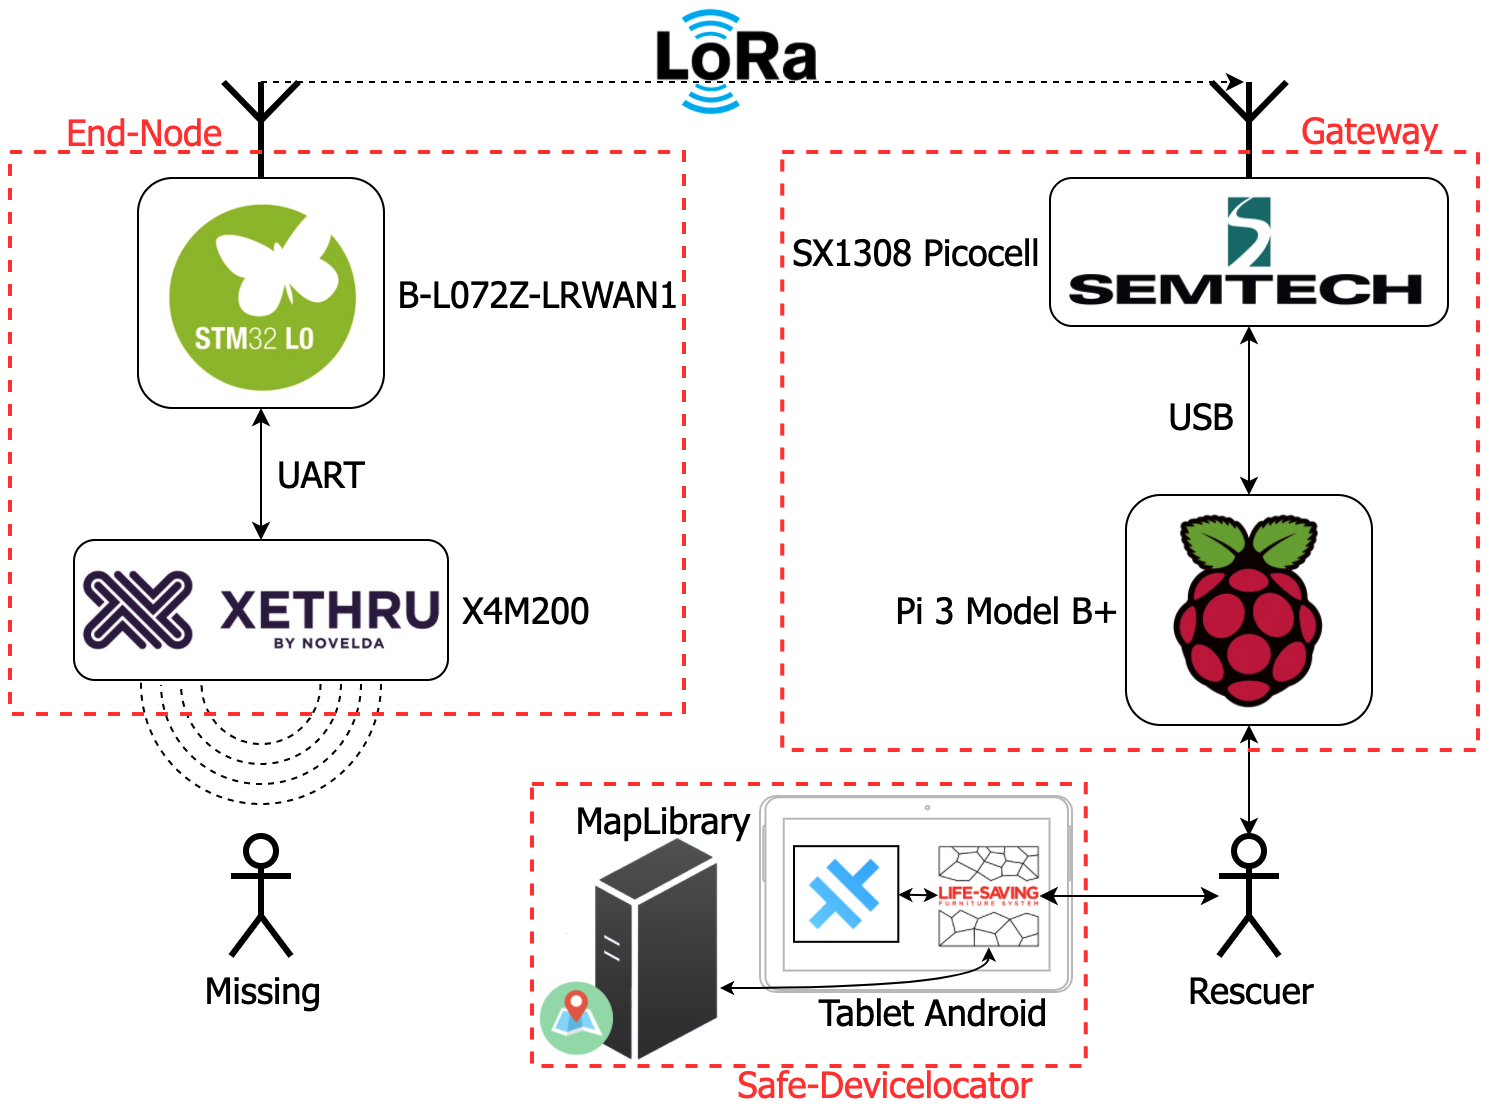 LoRa
End-Node
Gateway
STM32 L0
B-L072Z-LRWAN1
SX1308 Picocell
SEMTECH
UART
USB
XETHRU
BY NOVELDA
X4M200
Pi 3 Model B+
MapLibrary
LIFE-SAVING
FURNITURE SYSTEM
Missing
Tablet Android
Rescuer
Safe-Devicelocator